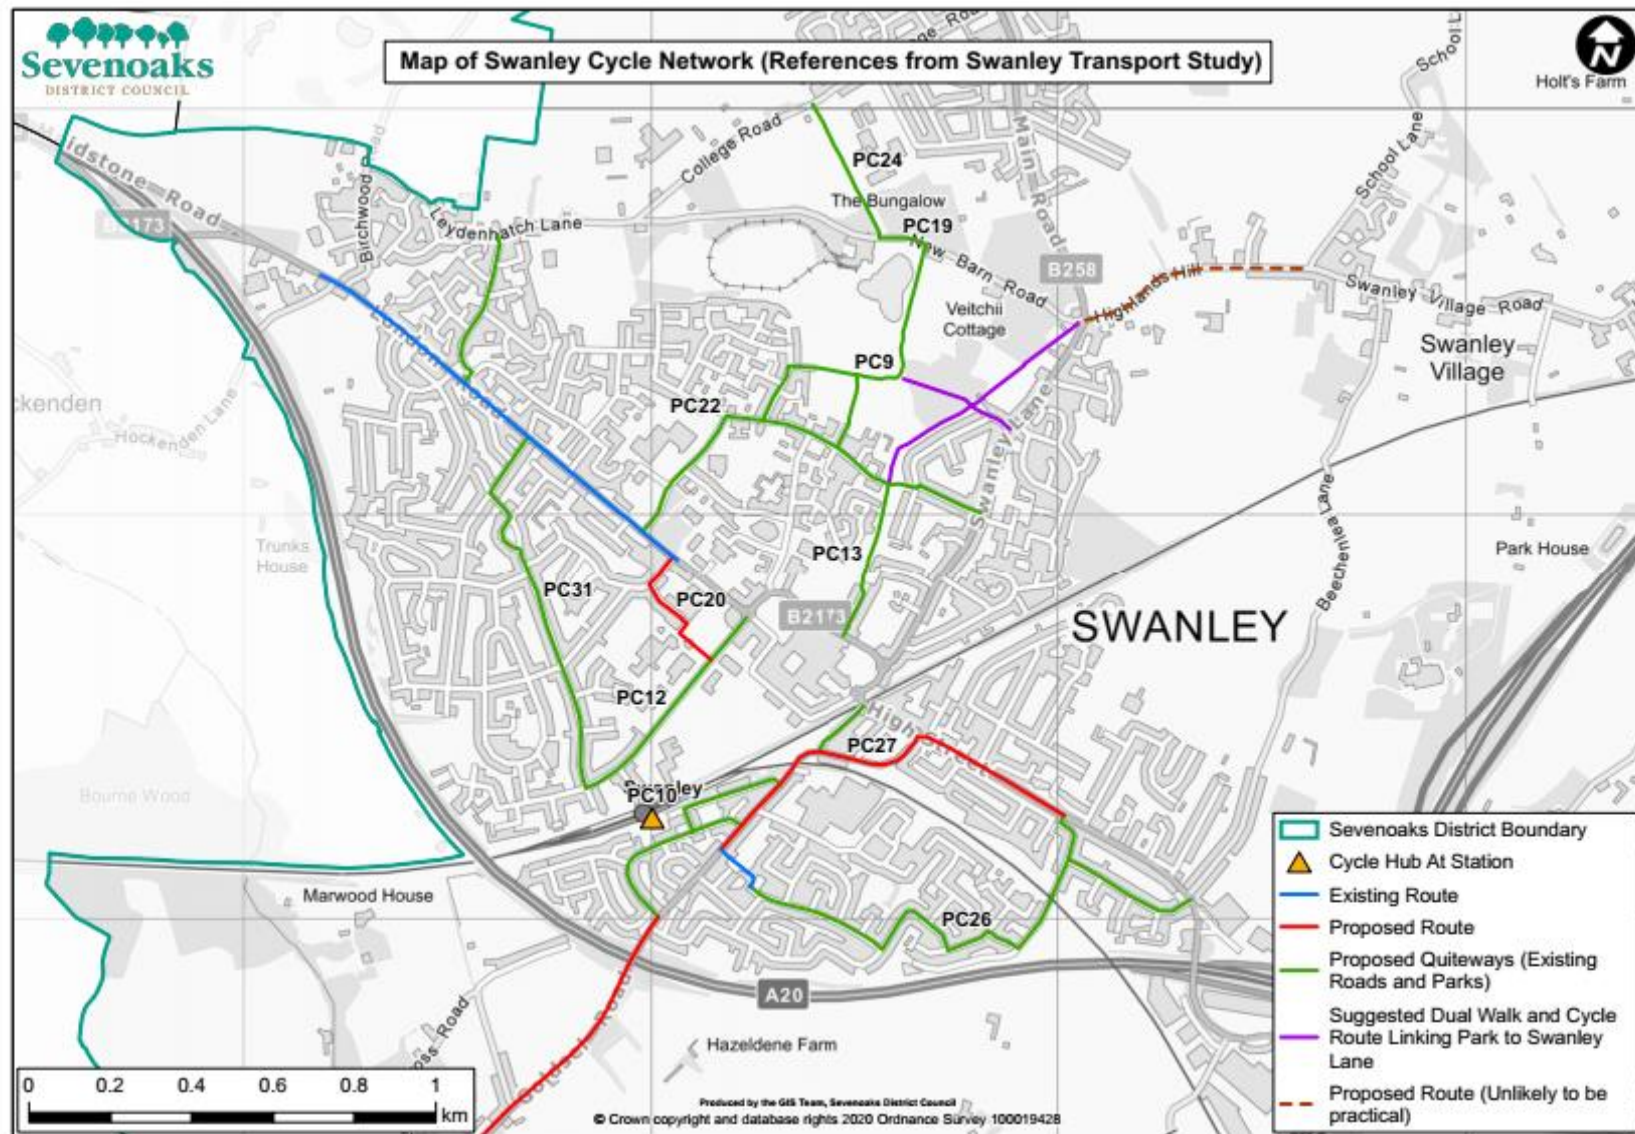 Sevenoaks
DISTRICT COUNCIL
Map of Swanley Cycle Network (References from Swanley Transport Study)
N
Holt's Farm
School
School Lane
College Road
Main Road
PC24
The Bungalow
PC19
New Barn Road
idstone Road
B2173
Birchwood
Leydenhatch Lane
B258
Highlands Hill
Swanley Village Road
Swanley
Village
Veitchii
Cottage
London Road
PC9
PC22
ckenden
Hockenden Lane
Swanley Lane
Trunks
House
PC13
Park House
Beechenlea Lane
PC31
PC20
B2173
SWANLEY
PC12
High Street
PC27
Bourne Wood
Swanley
PC10
Marwood House
PC26
A20
Hazeldene Farm
oss Road
Goldsel Road
Sevenoaks District Boundary
Cycle Hub At Station
Existing Route
Proposed Route
Proposed Quiteways (Existing
Roads and Parks)
Suggested Dual Walk and Cycle
Route Linking Park to Swanley
Lane
Proposed Route (Unlikely to be
practical)
0 0.2 0.4 0.6 0.8 1
km
Produced by the GIS Team, Sevenoaks District Council
© Crown copyright and database rights 2020 Ordnance Survey 100019428